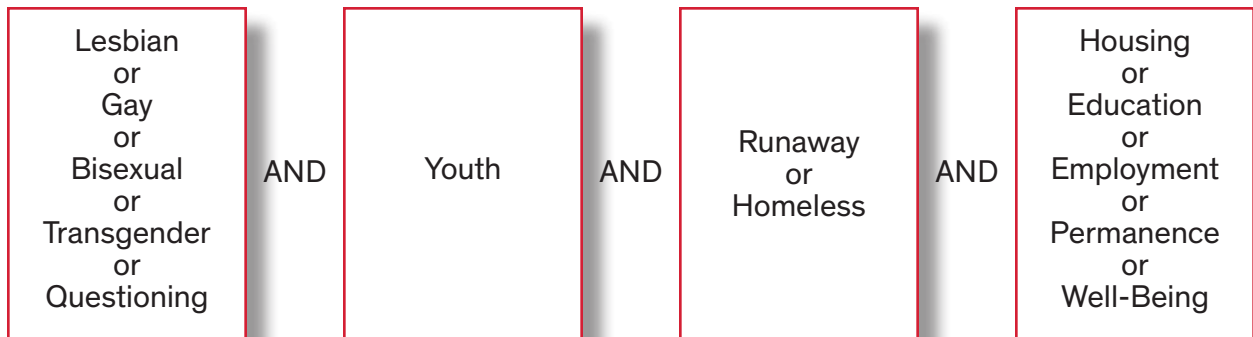 Lesbian
or
Gay
or
Bisexual
or
Transgender
or
Questioning
AND
Youth
AND
Runaway
or
Homeless
AND
Housing
or
Education
or
Employment
or
Permanence
or
Well-Being